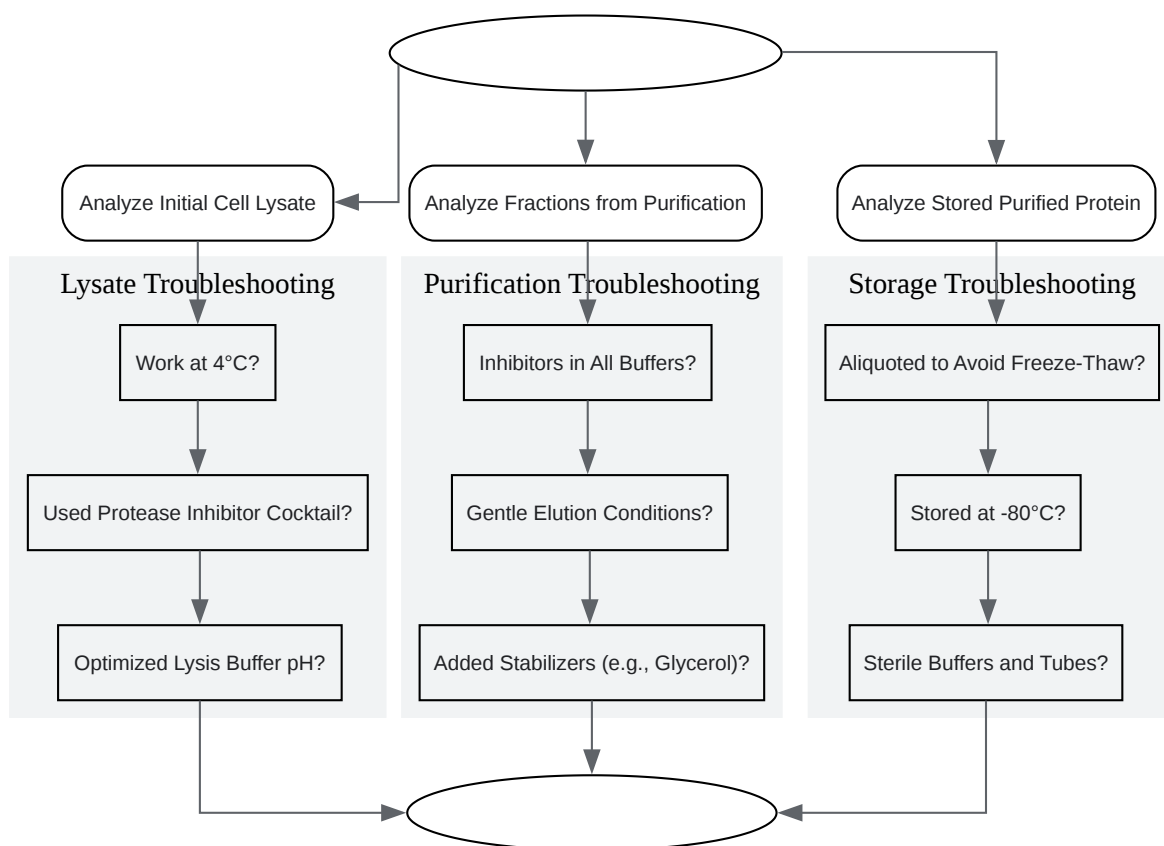 Analyze Initial Cell Lysate
Analyze Fractions from Purification
Analyze Stored Purified Protein
Lysate Troubleshooting
Purification Troubleshooting
Storage Troubleshooting
Work at 4°C?
Inhibitors in All Buffers?
Aliquoted to Avoid Freeze-Thaw?
Used Protease Inhibitor Cocktail?
Gentle Elution Conditions?
Stored at -80°C?
Optimized Lysis Buffer pH?
Added Stabilizers (e.g., Glycerol)?
Sterile Buffers and Tubes?